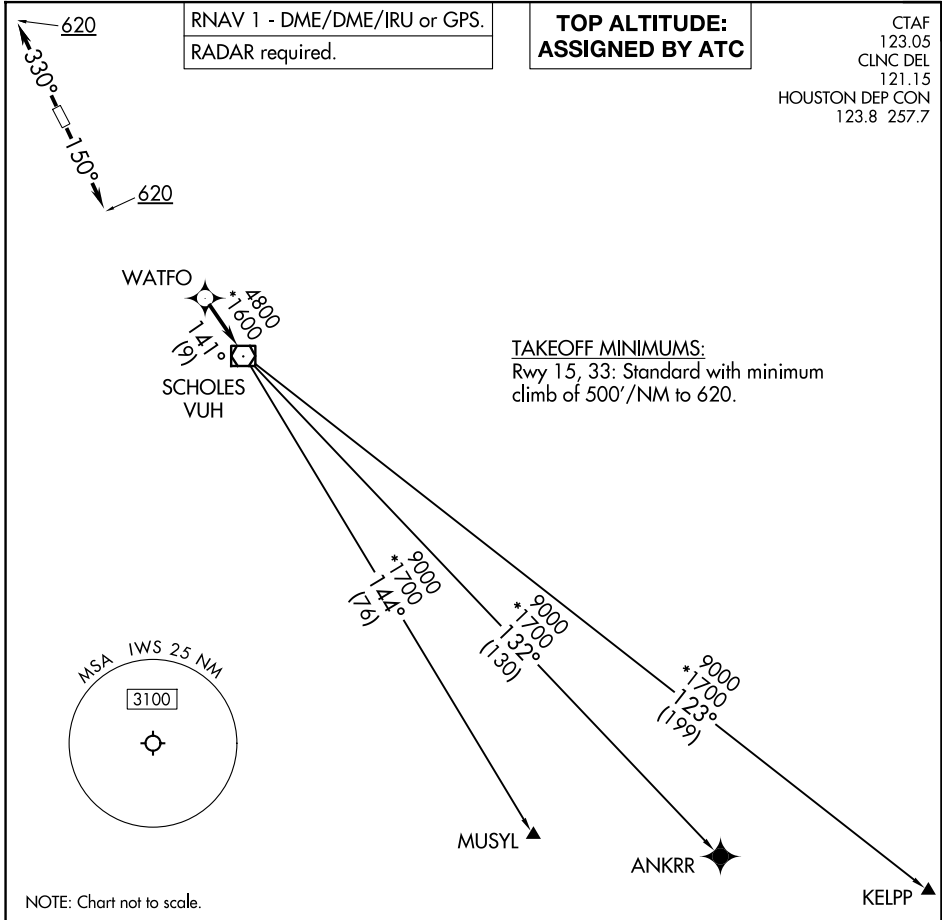 RNAV 1 - DME/DME/IRU or GPS.
RADAR required.
TOP ALTITUDE:
ASSIGNED BY ATC
CTAF
123.05
CLNC DEL
121.15
HOUSTON DEP CON
123.8 257.7
620
330°
150°
620
WATFO
4800
*1600
141°
(9)
SCHOLES
VUH
TAKEOFF MINIMUMS:
Rwy 15, 33: Standard with minimum
climb of 500'/NM to 620.
9000
*1700
144°
(76)
9000
*1700
132°
(130)
9000
*1700
123°
(199)
MSA IWS 25 NM
3100
MUSYL
ANKRR
KELPP
NOTE: Chart not to scale.